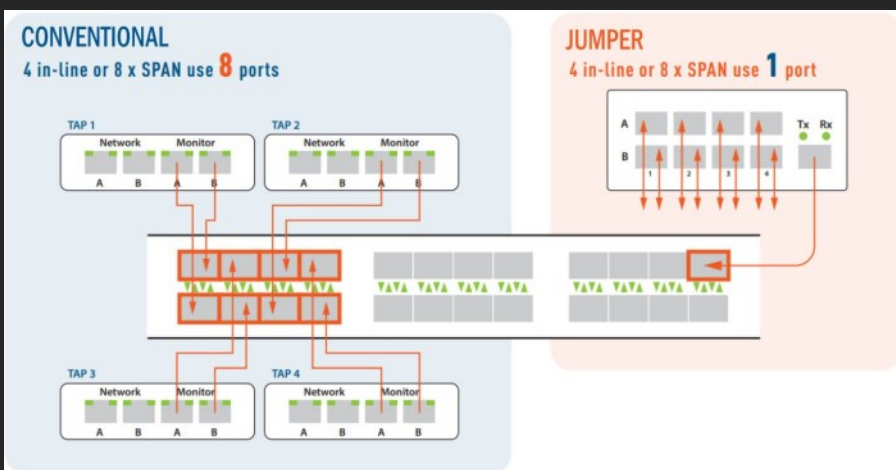 CONVENTIONAL
4 in-line or 8 x SPAN use 8 ports
JUMPER
4 in-line or 8 x SPAN use 1 port
TAP 1
Network Monitor
A B A B
TAP 2
Network Monitor
A B A B
A
B
1 2 3 4
Tx Rx
TAP 3
Network Monitor
A B A B
TAP 4
Network Monitor
A B A B